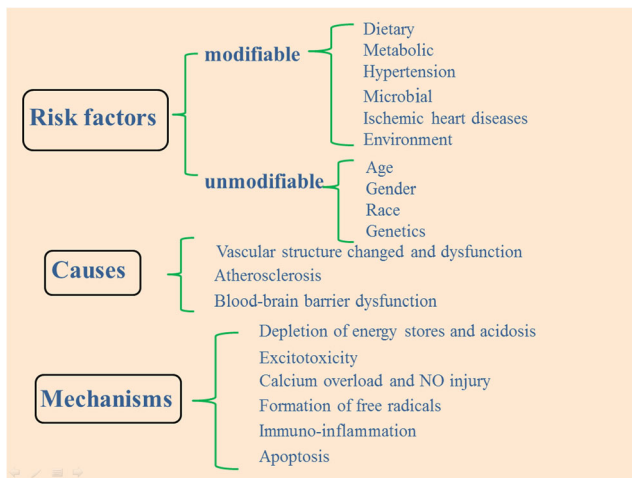 Risk factors
modifiable
Dietary
Metabolic
Hypertension
Microbial
Ischemic heart diseases
Environment
unmodifiable
Age
Gender
Race
Genetics
Causes
Vascular structure changed and dysfunction
Atherosclerosis
Blood-brain barrier dysfunction
Mechanisms
Depletion of energy stores and acidosis
Excitotoxicity
Calcium overload and NO injury
Formation of free radicals
Immuno-inflammation
Apoptosis